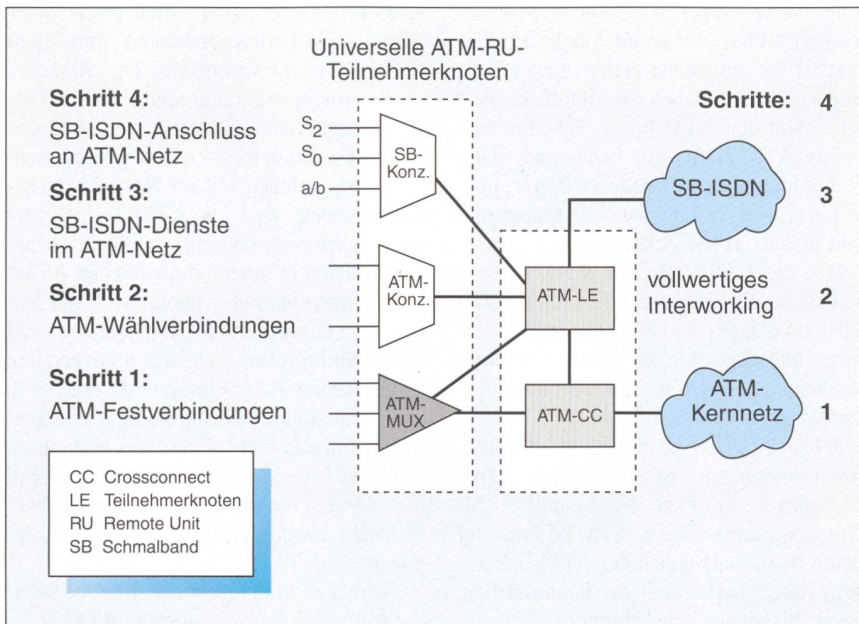 Universelle ATM-RU-
Teilnehmerknoten
Schritt 4:
SB-ISDN-Anschluss
an ATM-Netz
Schritt 3:
SB-ISDN-Dienste
im ATM-Netz
Schritt 2:
ATM-Wählverbindungen
Schritt 1:
ATM-Festverbindungen
S2
S0
a/b
SB-
Konz.
ATM-
Konz.
ATM-
MUX
ATM-LE
ATM-CC
Schritte:
4
SB-ISDN
3
vollwertiges
Interworking
2
ATM-
Kernnetz
1
CC Crossconnect
LE Teilnehmerknoten
RU Remote Unit
SB Schmalband